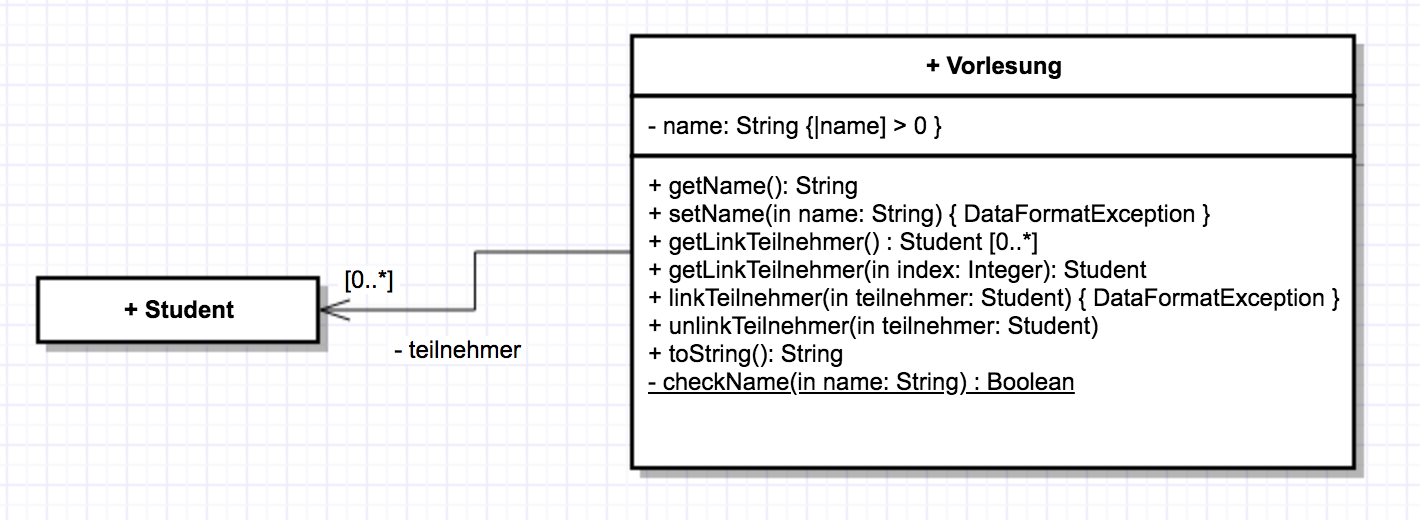 + Vorlesung
- name: String {|name] > 0 }
+ getName(): String
+ setName(in name: String) { DataFormatException }
+ getLinkTeilnehmer() : Student [0..*]
+ getLinkTeilnehmer(in index: Integer): Student
+ linkTeilnehmer(in teilnehmer: Student) { DataFormatException }
+ unlinkTeilnehmer(in teilnehmer: Student)
+ toString(): String
- checkName(in name: String) : Boolean
[0..*]
+ Student
- teilnehmer